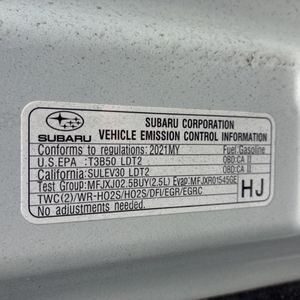 SUBARU CORPORATION
VEHICLE EMISSION CONTROL INFORMATION
SUBARU
Conforms to regulations: 2021MY Fuel:Gasoline
U.S.EPA :T3B50 LDT2 OBD:CA II
California:SULEV30 LDT2 OBD:CA II
Test Group:MFJXJ02.5BUY(2.5L) Evap:MFJXR01545GE
TWC(2)/WR-HO2S/HO2S/DFI/EGR/EGRC
No adjustments needed.
HJ